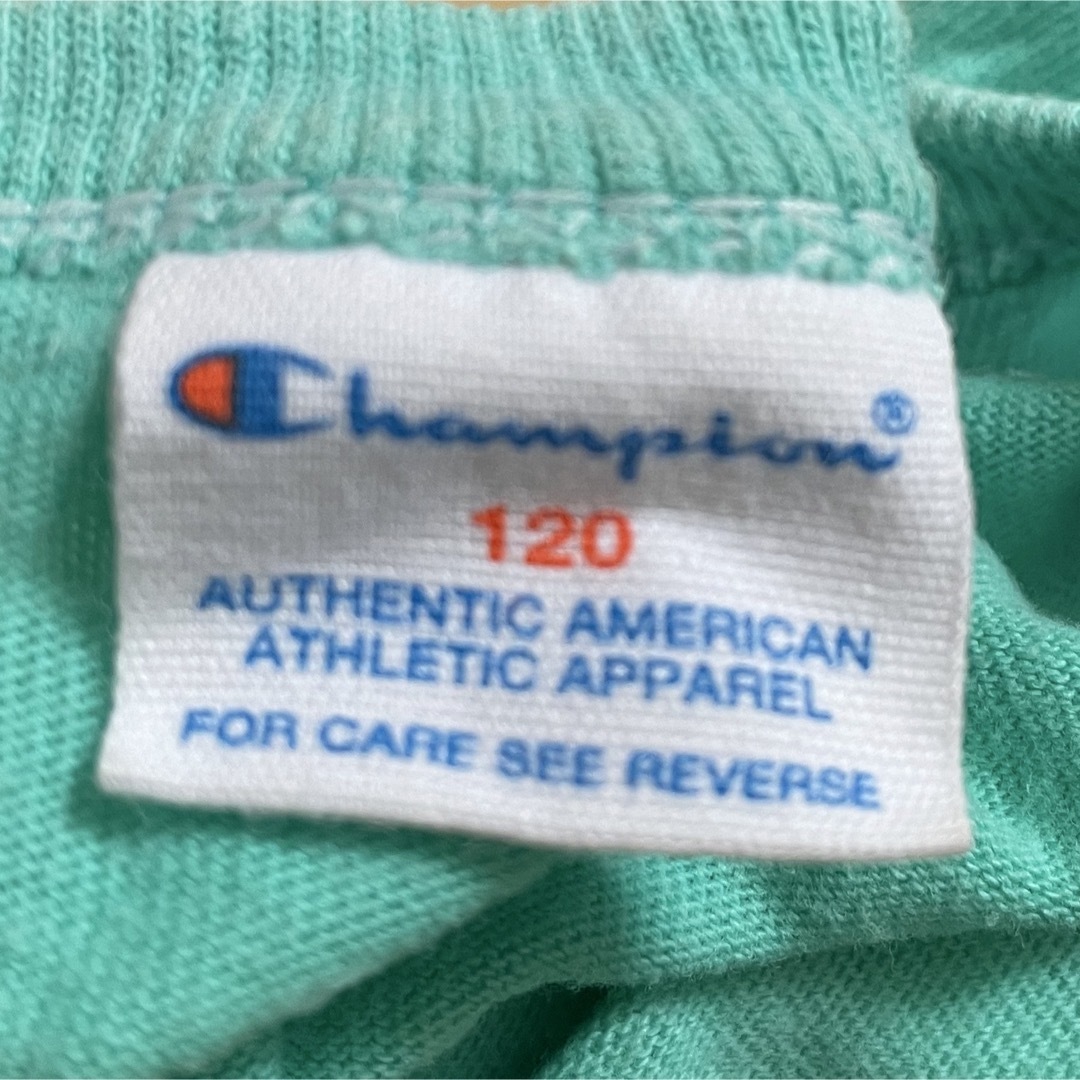 Champion®
120
AUTHENTIC AMERICAN
ATHLETIC APPAREL
FOR CARE SEE REVERSE